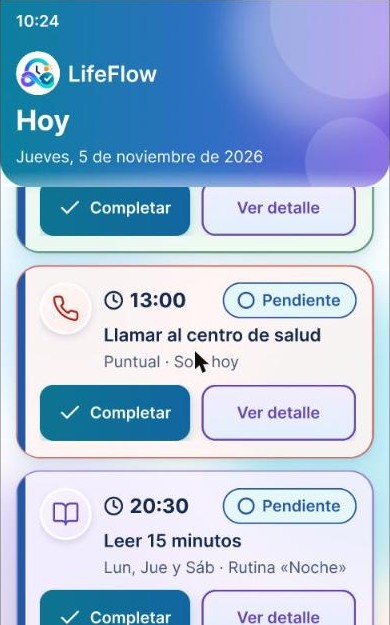 10:24
LifeFlow
Hoy
Jueves, 5 de noviembre de 2026
Completar
Ver detalle
13:00
Pendiente
Llamar al centro de salud
Puntual · So hoy
Completar
Ver detalle
20:30
Pendiente
Leer 15 minutos
Lun, Jue y Sáb · Rutina «Noche»
Completar
Ver detalle